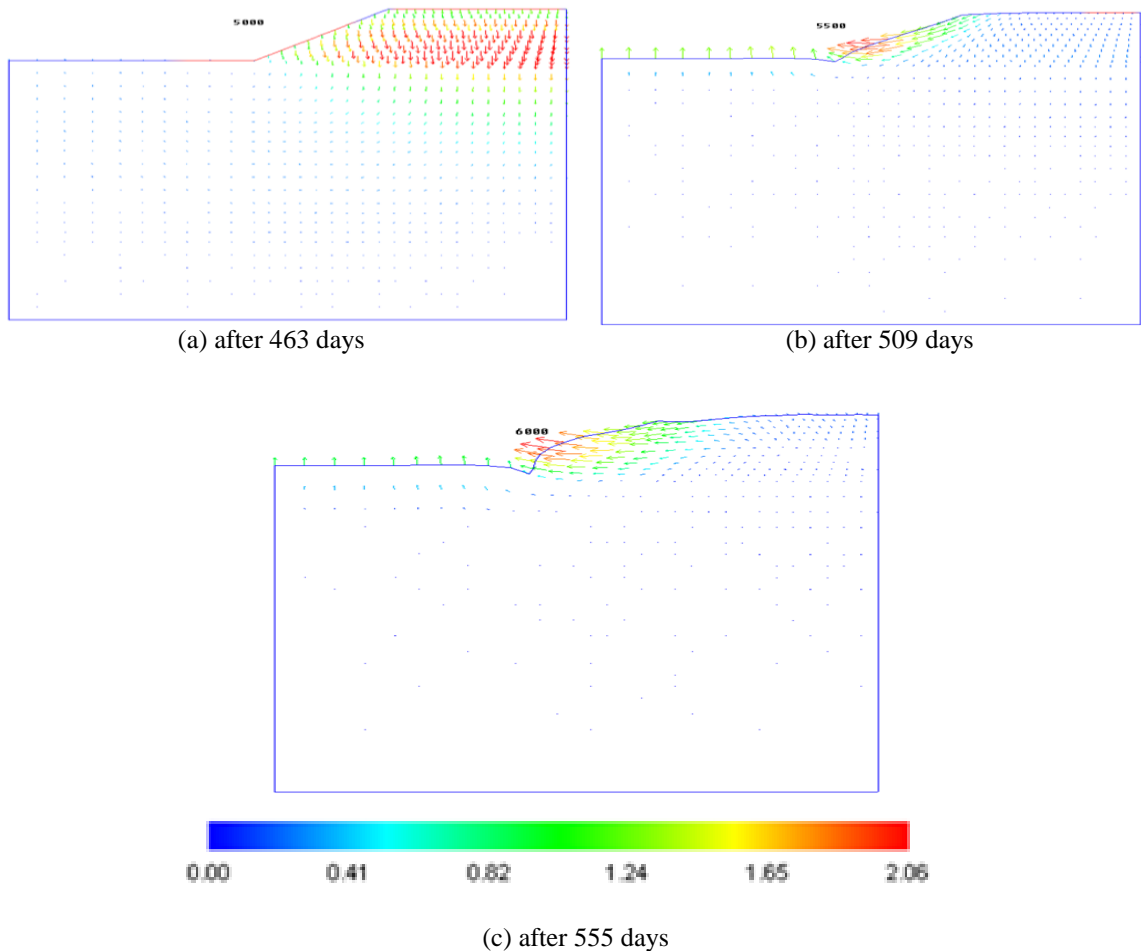 5000
5500
(a) after 463 days
(b) after 509 days
6000
0.00 0.41 0.82 1.24 1.65 2.06
(c) after 555 days